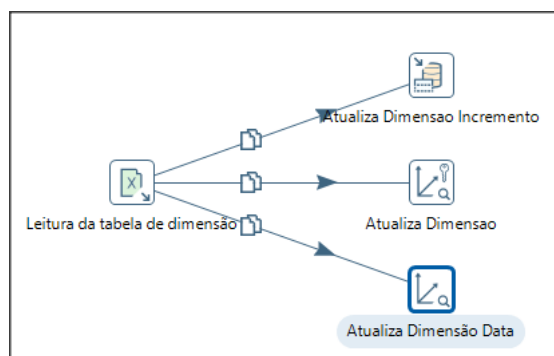 Atualiza Dimensao Incremento
Leitura da tabela de dimensão
Atualiza Dimensao
Atualiza Dimensão Data